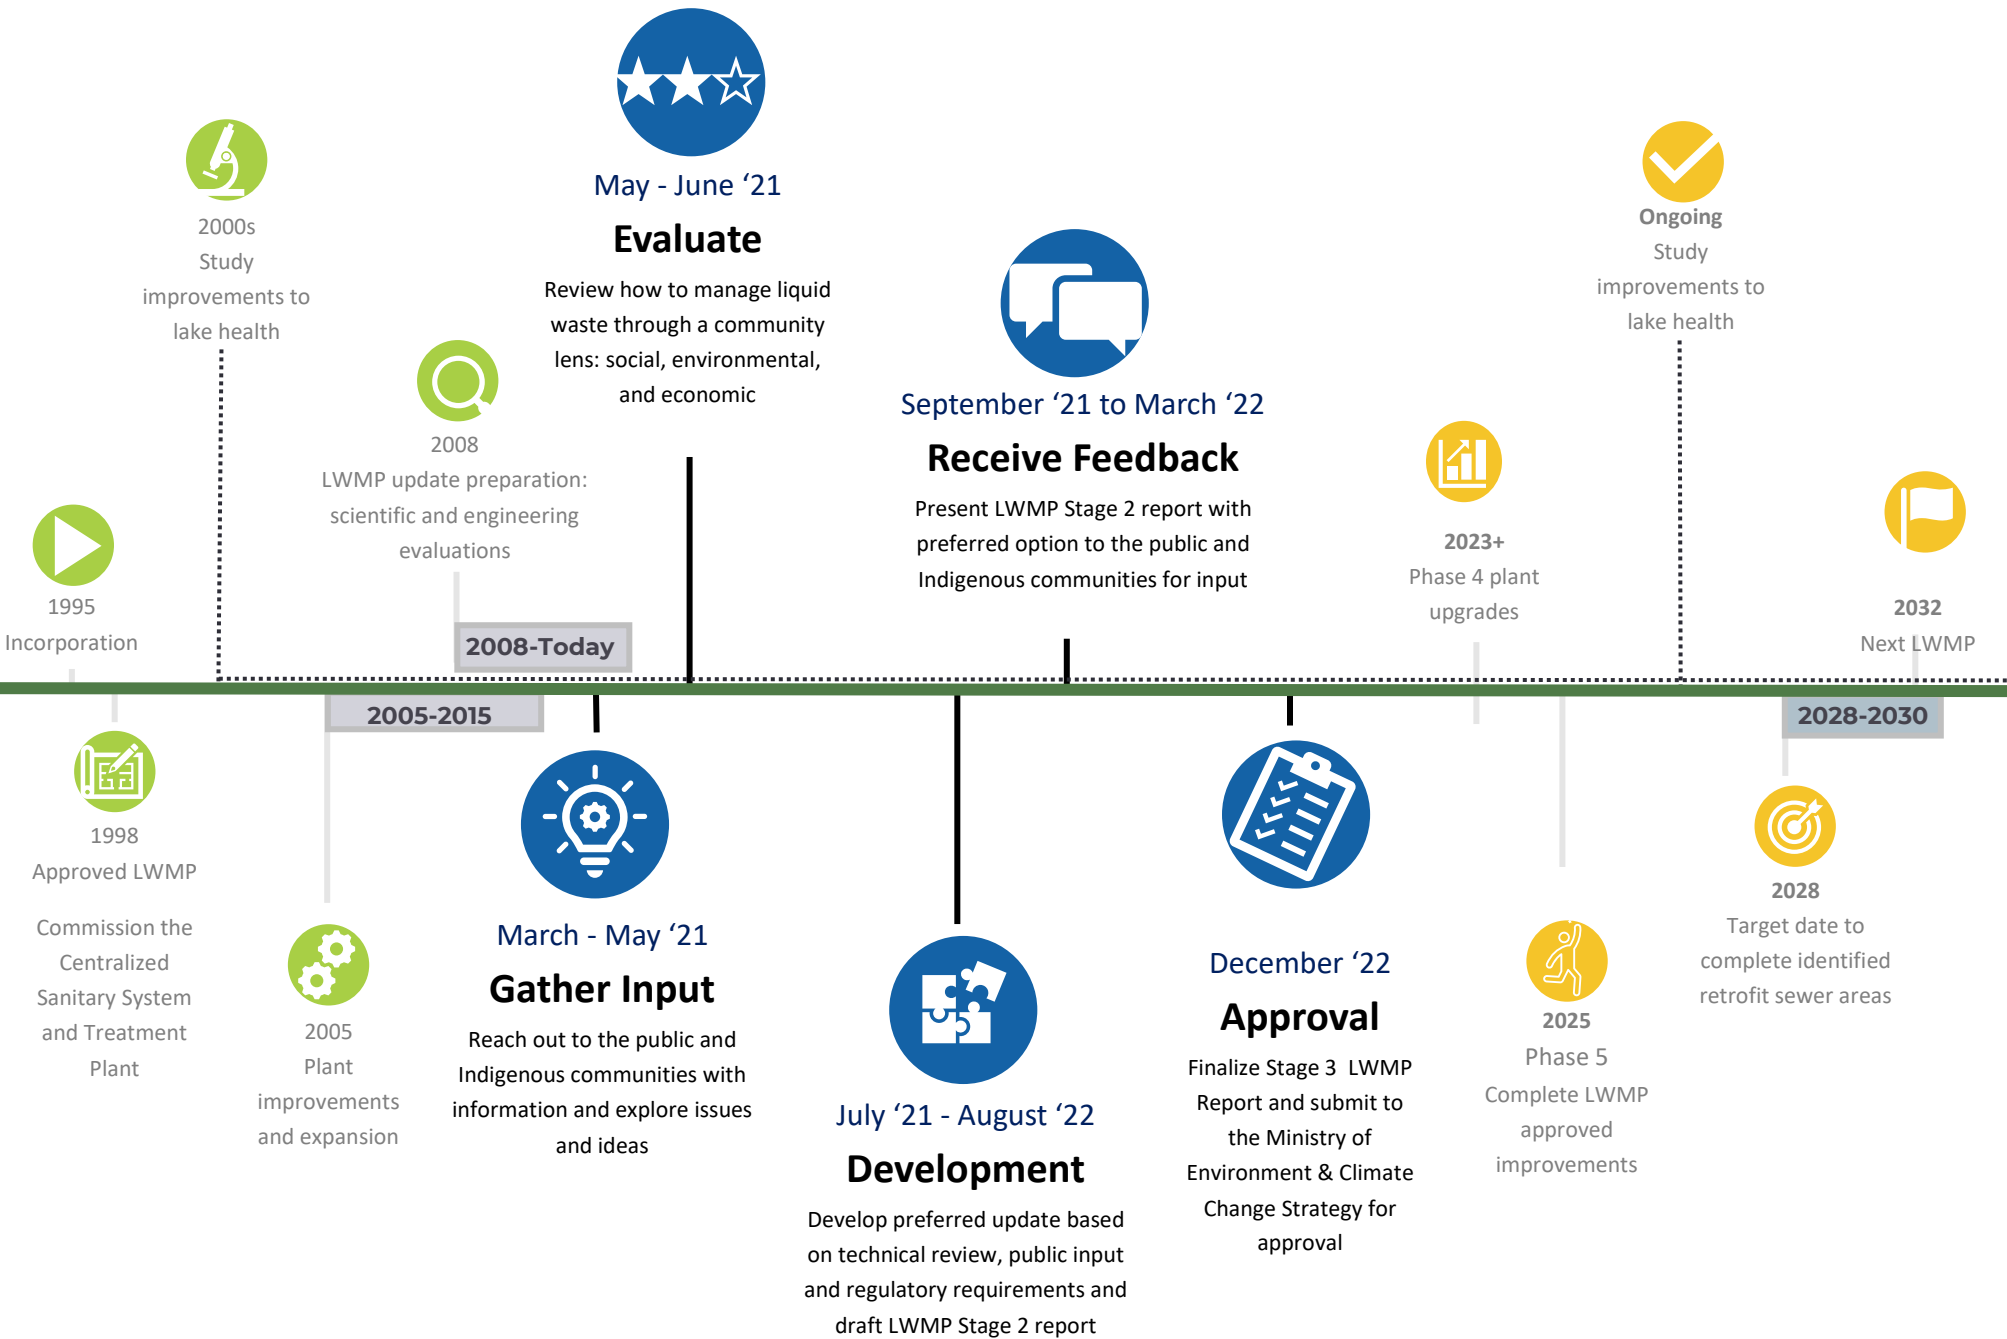 1995
Incorporation
1998
Approved LWMP
Commission the
Centralized
Sanitary System
and Treatment
Plant
2000s
Study
improvements to
lake health
2005-2015
2005
Plant
improvements
and expansion
2008
LWMP update preparation:
scientific and engineering
evaluations
2008-Today
March - May ‘21
Gather Input
Reach out to the public and
Indigenous communities with
information and explore issues
and ideas
May - June ‘21
Evaluate
Review how to manage liquid
waste through a community
lens: social, environmental,
and economic
July ‘21 - August ‘22
Development
Develop preferred update based
on technical review, public input
and regulatory requirements and
draft LWMP Stage 2 report
September ‘21 to March ‘22
Receive Feedback
Present LWMP Stage 2 report with
preferred option to the public and
Indigenous communities for input
December ‘22
Approval
Finalize Stage 3  LWMP
Report and submit to
the Ministry of
Environment & Climate
Change Strategy for
approval
2023+
Phase 4 plant
upgrades
2025
Phase 5
Complete LWMP
approved
improvements
Ongoing
Study
improvements to
lake health
2028-2030
2028
Target date to
complete identified
retrofit sewer areas
2032
Next LWMP